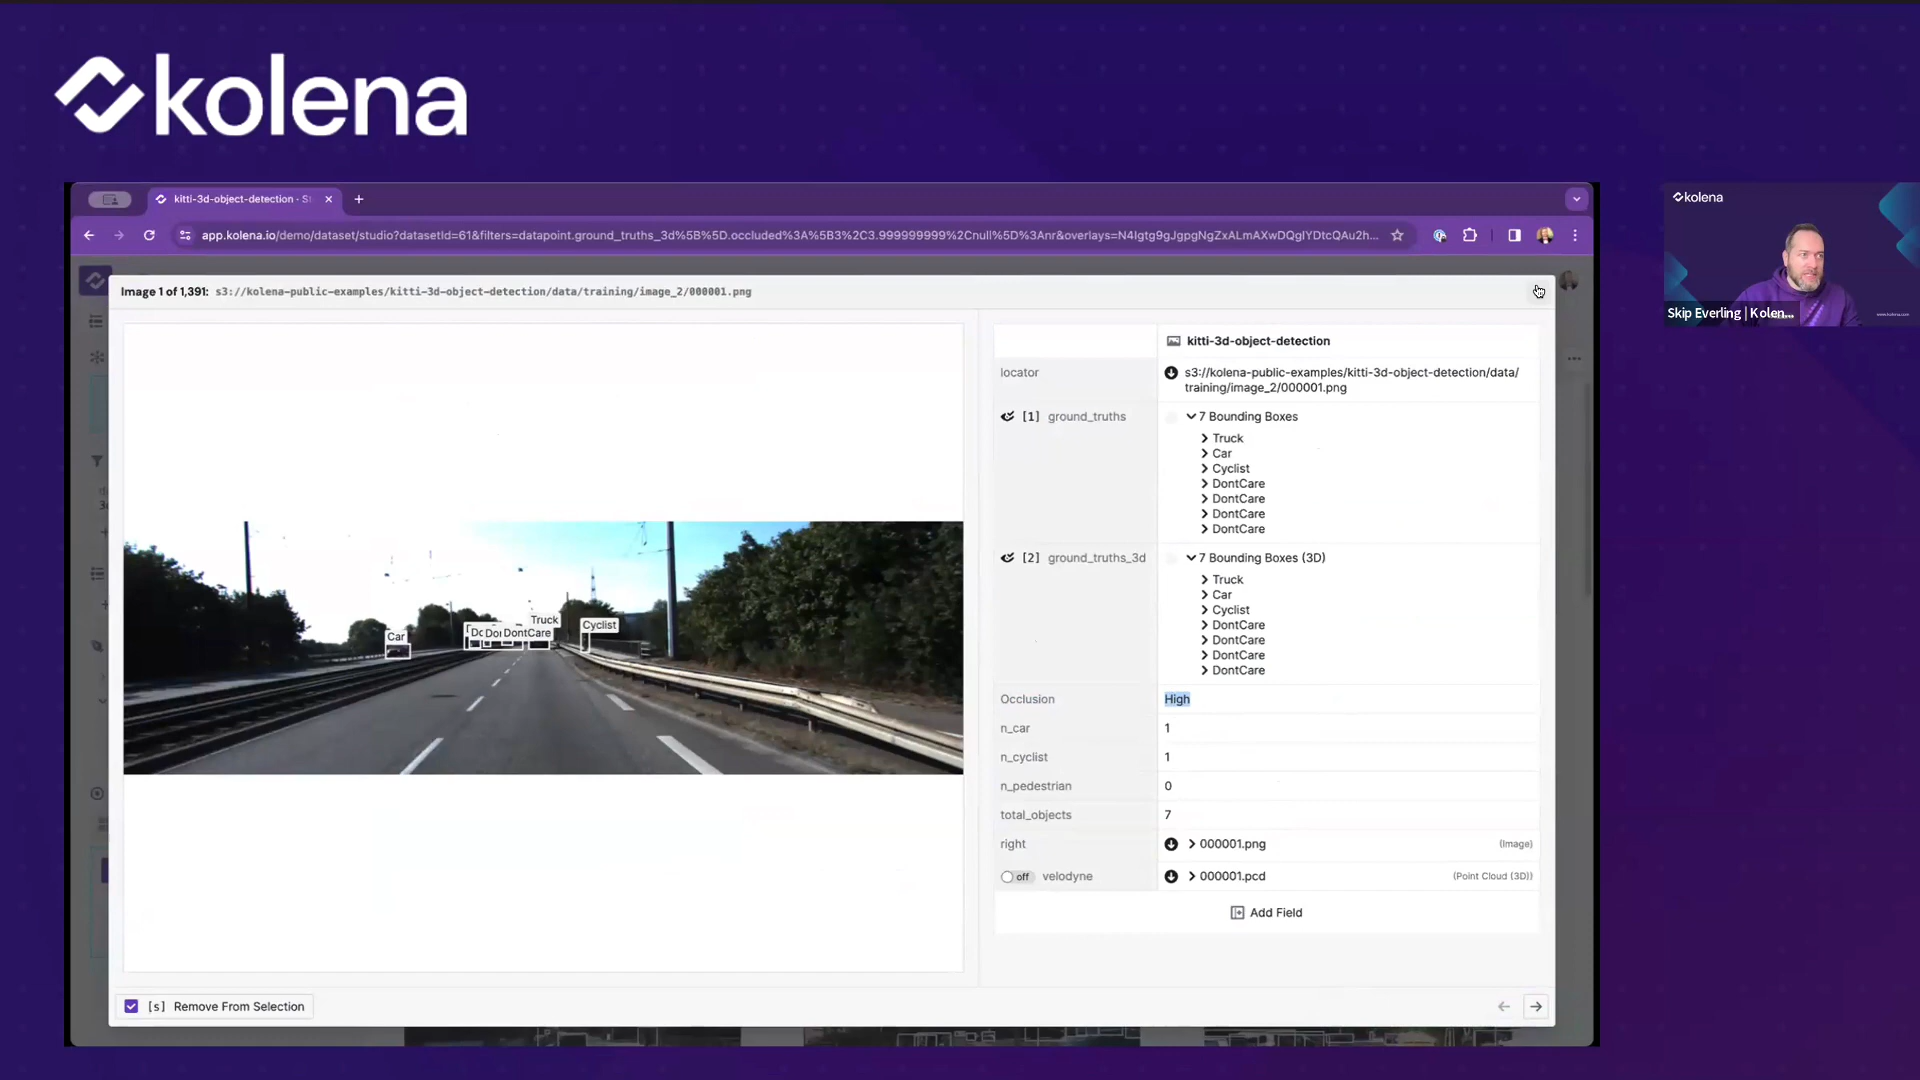 kolena
kitti-3d-object-detection - St
app.kolena.io/demo/dataset/studio?datasetId=61&filters=datapoint.ground_truths_3d%5B%5D.occluded%3A%5B3%2C3.999999999%2Cnull%5D%3Anr&overlays=N4Igtg9gJgpgNgZxALmAXwDQgIYDtcQAu2h...
kolena
Skip Everling | Kolen...
Image 1 of 1,391: s3://kolena-public-examples/kitti-3d-object-detection/data/training/image_2/000001.png
kitti-3d-object-detection
locator
s3://kolena-public-examples/kitti-3d-object-detection/data/
training/image_2/000001.png
[1] ground_truths
7 Bounding Boxes
Truck
Car
Cyclist
DontCare
DontCare
DontCare
DontCare
[2] ground_truths_3d
7 Bounding Boxes (3D)
Truck
Car
Cyclist
DontCare
DontCare
DontCare
DontCare
Car
Dc
Dor
DontCare
Truck
Cyclist
Occlusion
High
n_car
1
n_cyclist
1
n_pedestrian
0
total_objects
7
right
000001.png
(Image)
off velodyne
000001.pcd
(Point Cloud (3D))
Add Field
[s] Remove From Selection